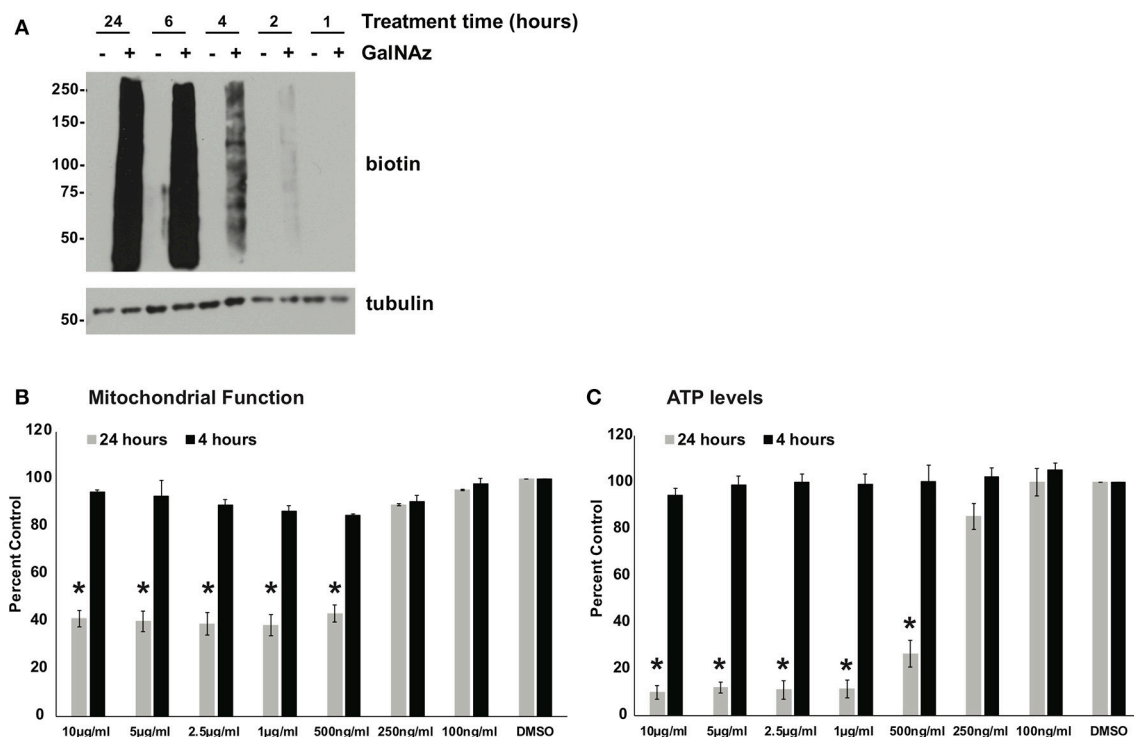 A
24 6 4 2 1 Treatment time (hours)
- + - + - + - + - + GalNAz
250-
150-
100-
75-
50-
biotin
50-
tubulin
B Mitochondrial Function
24 hours 4 hours
Percent Control
120
100
80
60
40
20
0
* * * * *
10µg/ml 5µg/ml 2.5µg/ml 1µg/ml 500ng/ml 250ng/ml 100ng/ml DMSO
C ATP levels
24 hours 4 hours
Percent Control
120
100
80
60
40
20
0
* * * * *
10µg/ml 5µg/ml 2.5µg/ml 1µg/ml 500ng/ml 250ng/ml 100ng/ml DMSO